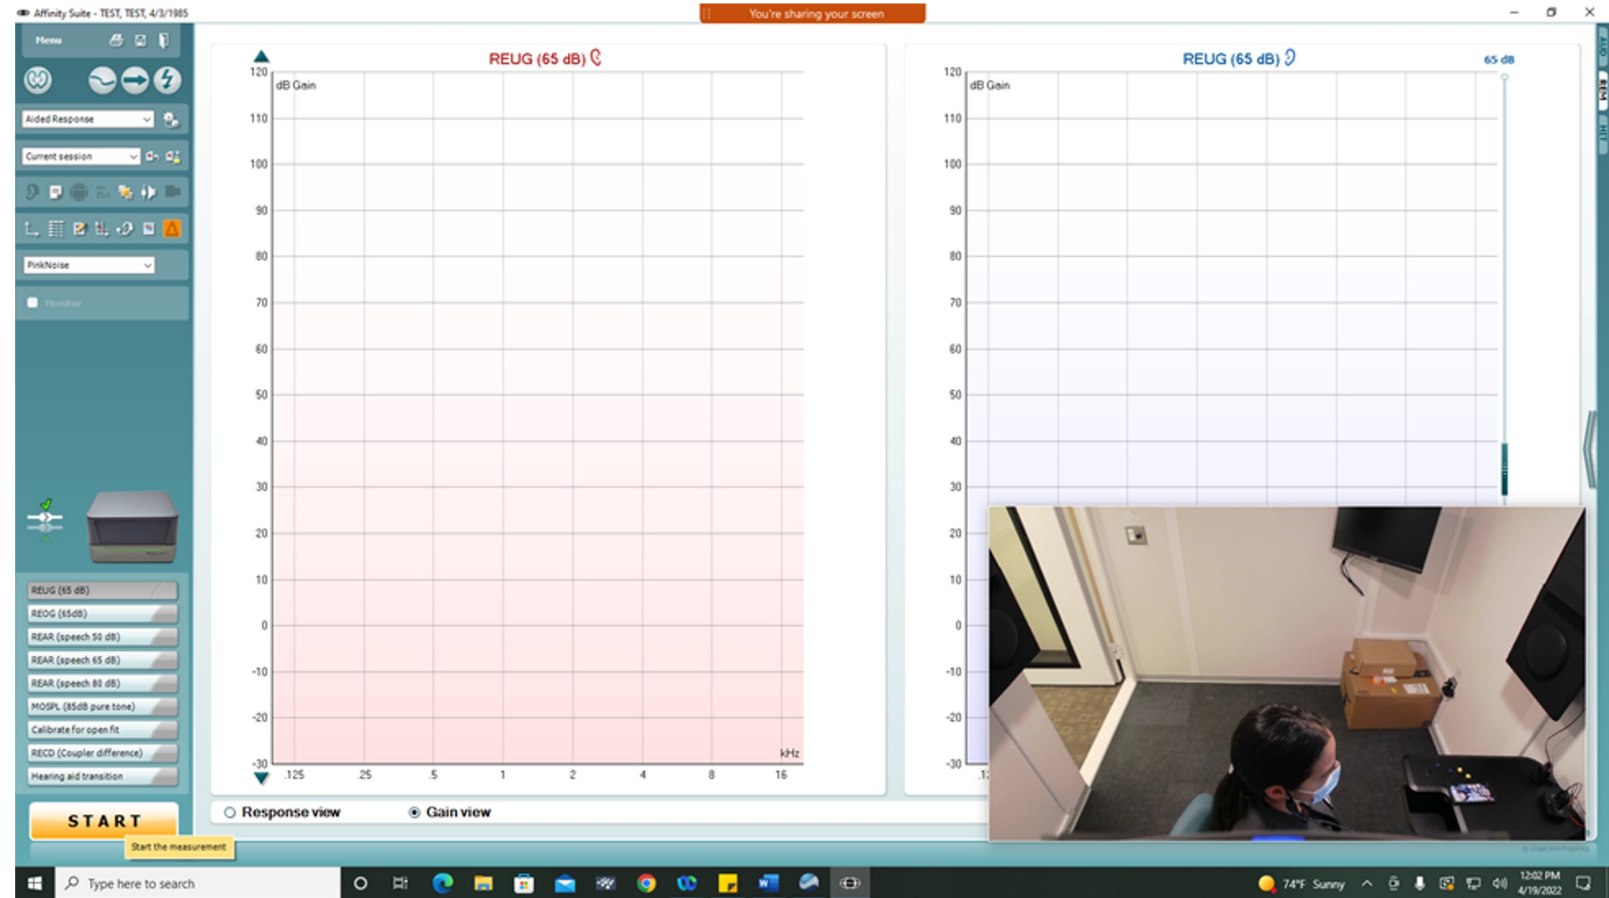 Affinity Suite - TEST, TEST, 4/3/1985
You're sharing your screen
Menu
Aided Response
Current session
PinkNoise
Monitor
REUG (65 dB)
REOG (65dB)
REAR (speech 50 dB)
REAR (speech 65 dB)
REAR (speech 80 dB)
MOSPL (85dB pure tone)
Calibrate for open fit
RECD (Coupler difference)
Hearing aid transition
START
Start the measurement
REUG (65 dB)
dB Gain
120
110
100
90
80
70
60
50
40
30
20
10
0
-10
-20
-30
kHz
.125 .25 .5 1 2 4 8 16
Response view Gain view
REUG (65 dB) 65 dB
dB Gain
120
110
100
90
80
70
60
50
40
30
20
10
0
-10
-20
-30
AUD
REM
HIT
Type here to search
74°F Sunny
12:02 PM
4/19/2022